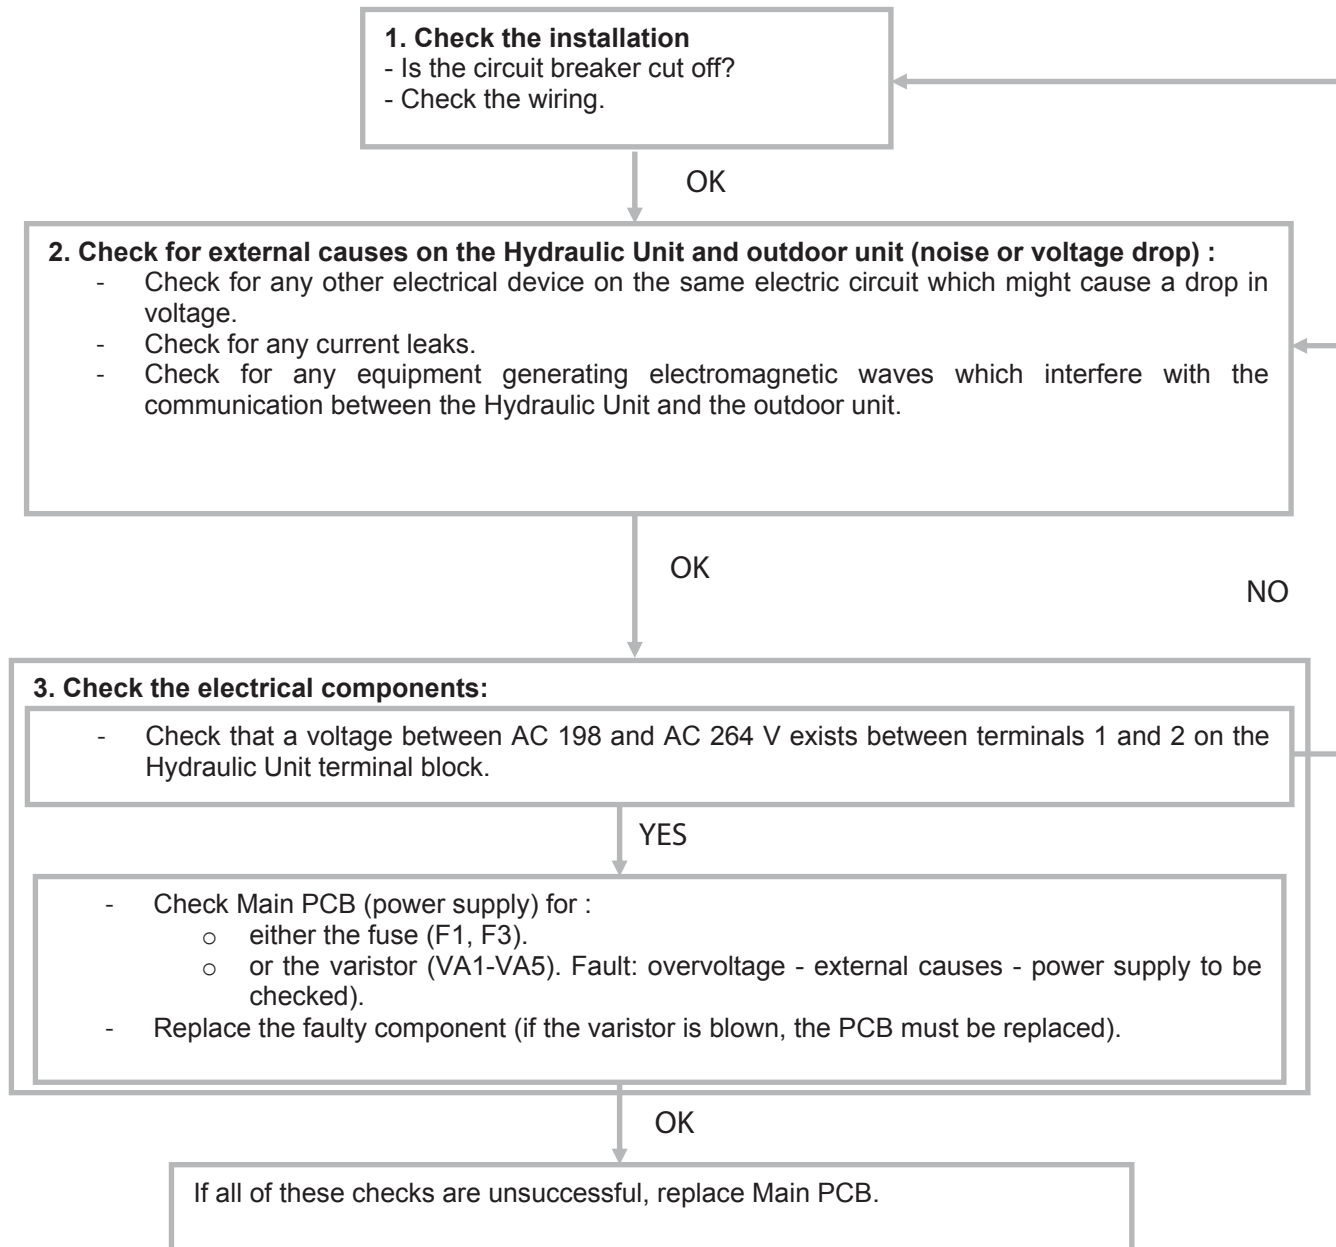 1. Check the installation
- Is the circuit breaker cut off?
- Check the wiring.
OK
2. Check for external causes on the Hydraulic Unit and outdoor unit (noise or voltage drop) :
- Check for any other electrical device on the same electric circuit which might cause a drop in
voltage.
- Check for any current leaks.
- Check for any equipment generating electromagnetic waves which interfere with the
communication between the Hydraulic Unit and the outdoor unit.
OK
NO
3. Check the electrical components:
- Check that a voltage between AC 198 and AC 264 V exists between terminals 1 and 2 on the
Hydraulic Unit terminal block.
YES
- Check Main PCB (power supply) for :
o either the fuse (F1, F3).
o or the varistor (VA1-VA5). Fault: overvoltage - external causes - power supply to be
checked).
- Replace the faulty component (if the varistor is blown, the PCB must be replaced).
OK
If all of these checks are unsuccessful, replace Main PCB.